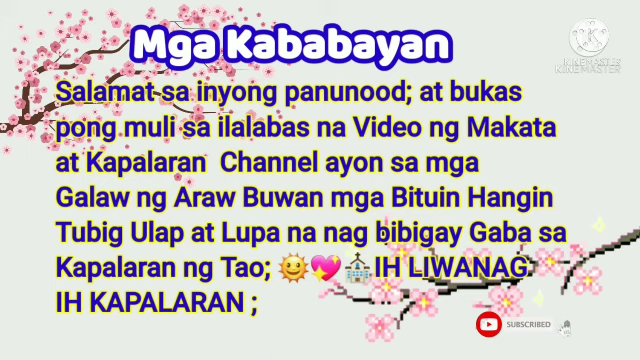 Mga Kababayan
KINEMASTER
KINEMASTER
Salamat sa inyong panunood; at bukas
pong muli sa ilalabas na Video ng Makata
at Kapalaran Channel ayon sa mga
Galaw ng Araw Buwan mga Bituin Hangin
Tubig Ulap at Lupa na nag bibigay Gaba sa
Kapalaran ng Tao; 🌞💖⛪IH LIWANAG
IH KAPALARAN ;
SUBSCRIBED